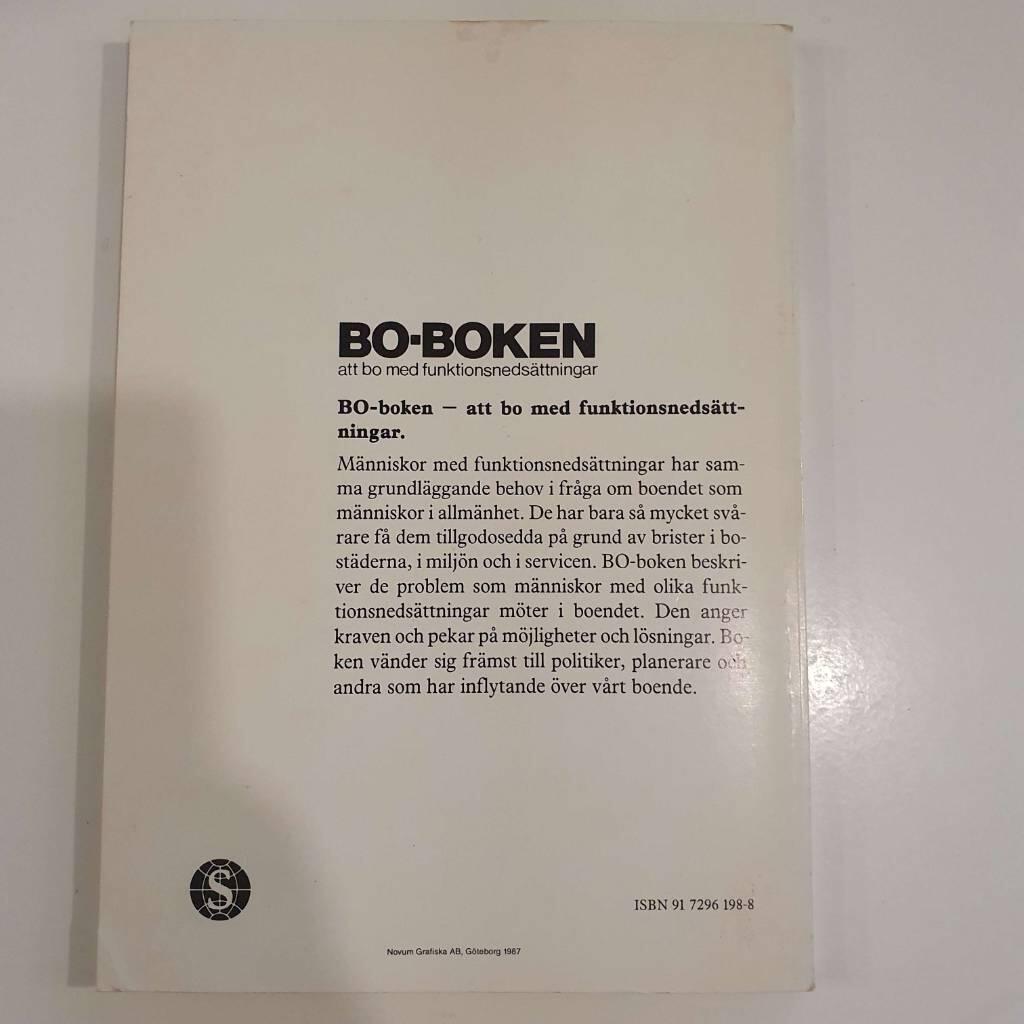 BO-BOKEN
att bo med funktionsnedsättningar
BO-boken – att bo med funktionsnedsätt-
ningar.
Människor med funktionsnedsättningar har sam-
ma grundläggande behov i fråga om boendet som
människor i allmänhet. De har bara så mycket svå-
rare få dem tillgodosedda på grund av brister i bo-
städerna, i miljön och i servicen. BO-boken beskri-
ver de problem som människor med olika funk-
tionsnedsättningar möter i boendet. Den anger
kraven och pekar på möjligheter och lösningar. Bo-
ken vänder sig främst till politiker, planerare och
andra som har inflytande över vårt boende.
S
ISBN 91 7296 198-8
Novum Grafiska AB, Göteborg 1987